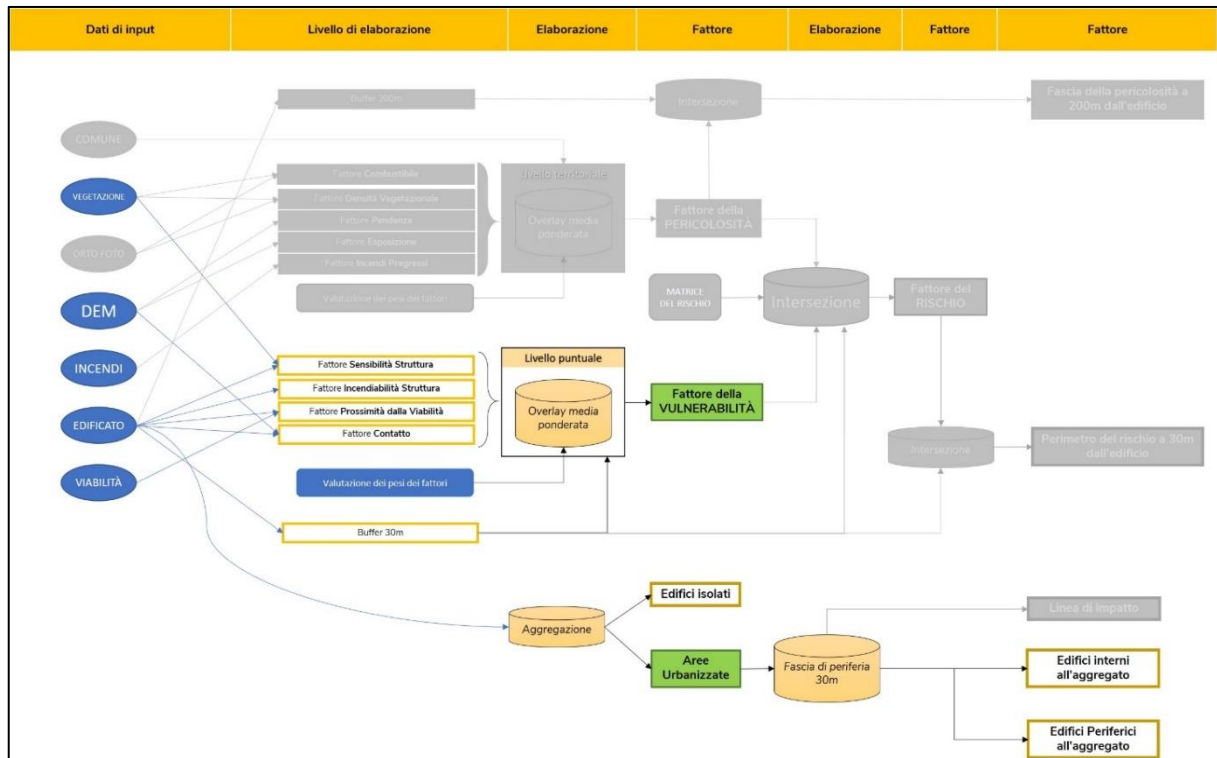 Dati di input
Livello di elaborazione
Elaborazione
Fattore
Elaborazione
Fattore
Fattore
Buffer 200m
Intersezione
Fascia della pericolosità a
200m dall'edificio
COMUNE
VEGETAZIONE
ORTO FOTO
DEM
INCENDI
EDIFICATO
VIABILITÀ
Fattore Combustibile
Fattore Densità Vegetazionale
Fattore Pendenza
Fattore Esposizione
Fattore Incendi Pregressi
Valutazione dei pesi dei fattori
Livello territoriale
Overlay media
ponderata
Fattore della
PERICOLOSITÀ
MATRICE
DEL RISCHIO
Intersezione
Fattore del
RISCHIO
Fattore Sensibilità Struttura
Fattore Incendiabilità Struttura
Fattore Prossimità dalla Viabilità
Fattore Contatto
Livello puntuale
Overlay media
ponderata
Fattore della
VULNERABILITÀ
Intersezione
Perimetro del rischio a 30m
dall'edificio
Valutazione dei pesi dei fattori
Buffer 30m
Aggregazione
Edifici isolati
Aree
Urbanizzate
Fascia di periferia
30m
Linea di impatto
Edifici interni
all'aggregato
Edifici Periferici
all'aggregato